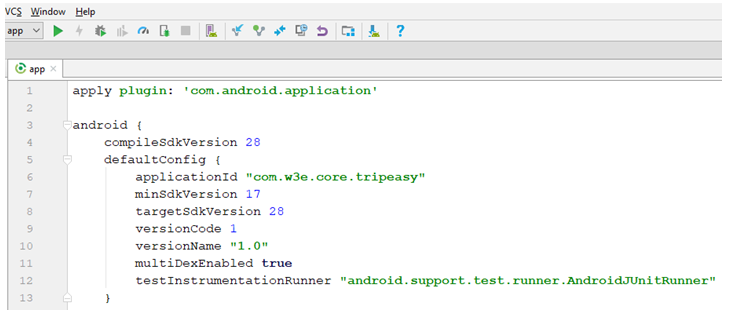 VCS Window Help
app
app
1 apply plugin: 'com.android.application'
2
3 android {
4 compileSdkVersion 28
5 defaultConfig {
6 applicationId "com.w3e.core.tripeasy"
7 minSdkVersion 17
8 targetSdkVersion 28
9 versionCode 1
10 versionName "1.0"
11 multiDexEnabled true
12 testInstrumentationRunner "android.support.test.runner.AndroidJUnitRunner"
13 }